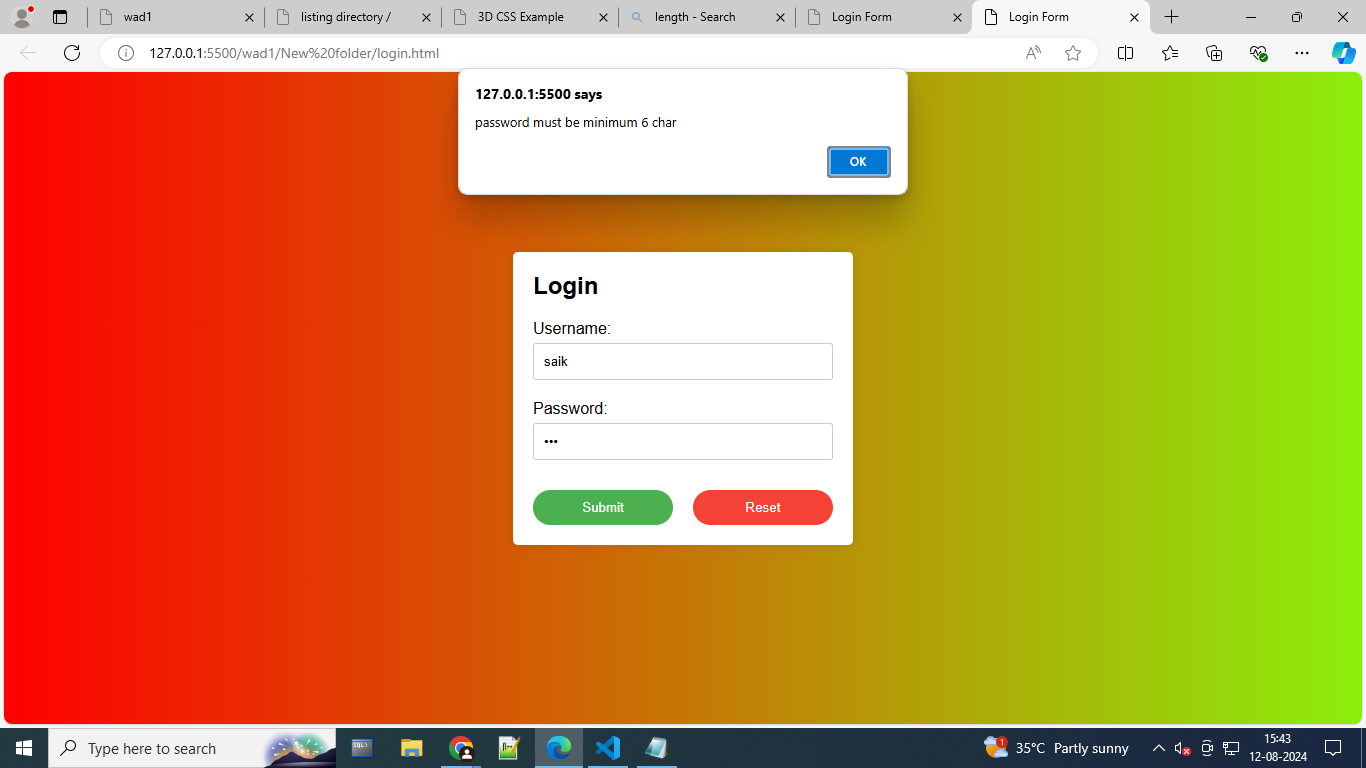 wad1
listing directory /
3D CSS Example
length - Search
Login Form
Login Form
127.0.0.1:5500/wad1/New%20folder/login.html
127.0.0.1:5500 says
password must be minimum 6 char
OK
Login
Username:
saik
Password:
•••
Submit Reset
Type here to search
SQL>
1
35°C Partly sunny
15:43
12-08-2024